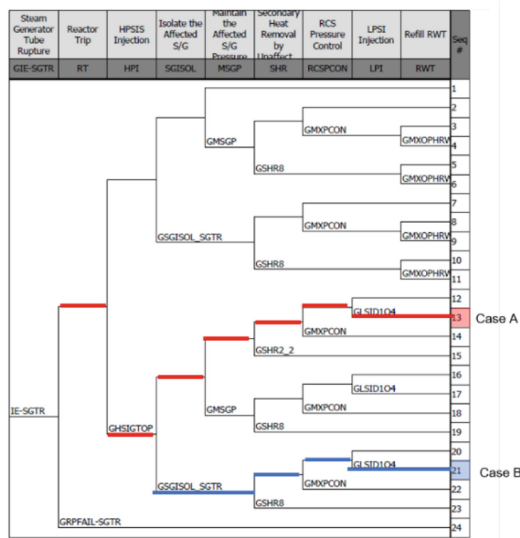 Steam Generator Tube Rupture
Reactor Trip
HPSIS Injection
Isolate the Affected S/G
Maintain the Affected S/G Pressure
Secondary Heat Removal by Unaffect
RCS Pressure Control
LPSI Injection
Refill RWT
Seq #
GIE-SGTR
RT
HPI
SGISOL
MSGP
SHR
RCSPCON
LPI
RWT
1
2
GMXPCON
3
GMSGP
GMXOPHRW
4
5
GSHR8
GMXOPHRW
6
7
GMXPCON
8
GSGISOL_SGTR
GMXOPHRW
9
10
GSHR8
GMXOPHRW
11
12
GLSID1O4
13
Case A
GMXPCON
14
GSHR2_2
15
16
GLSID1O4
17
GMSGP
GMXPCON
18
IE-SGTR
GHSIGTOP
GSHR8
19
20
GLSID1O4
21
Case B
GSGISOL_SGTR
GMXPCON
22
GSHR8
23
GRPFAIL-SGTR
24